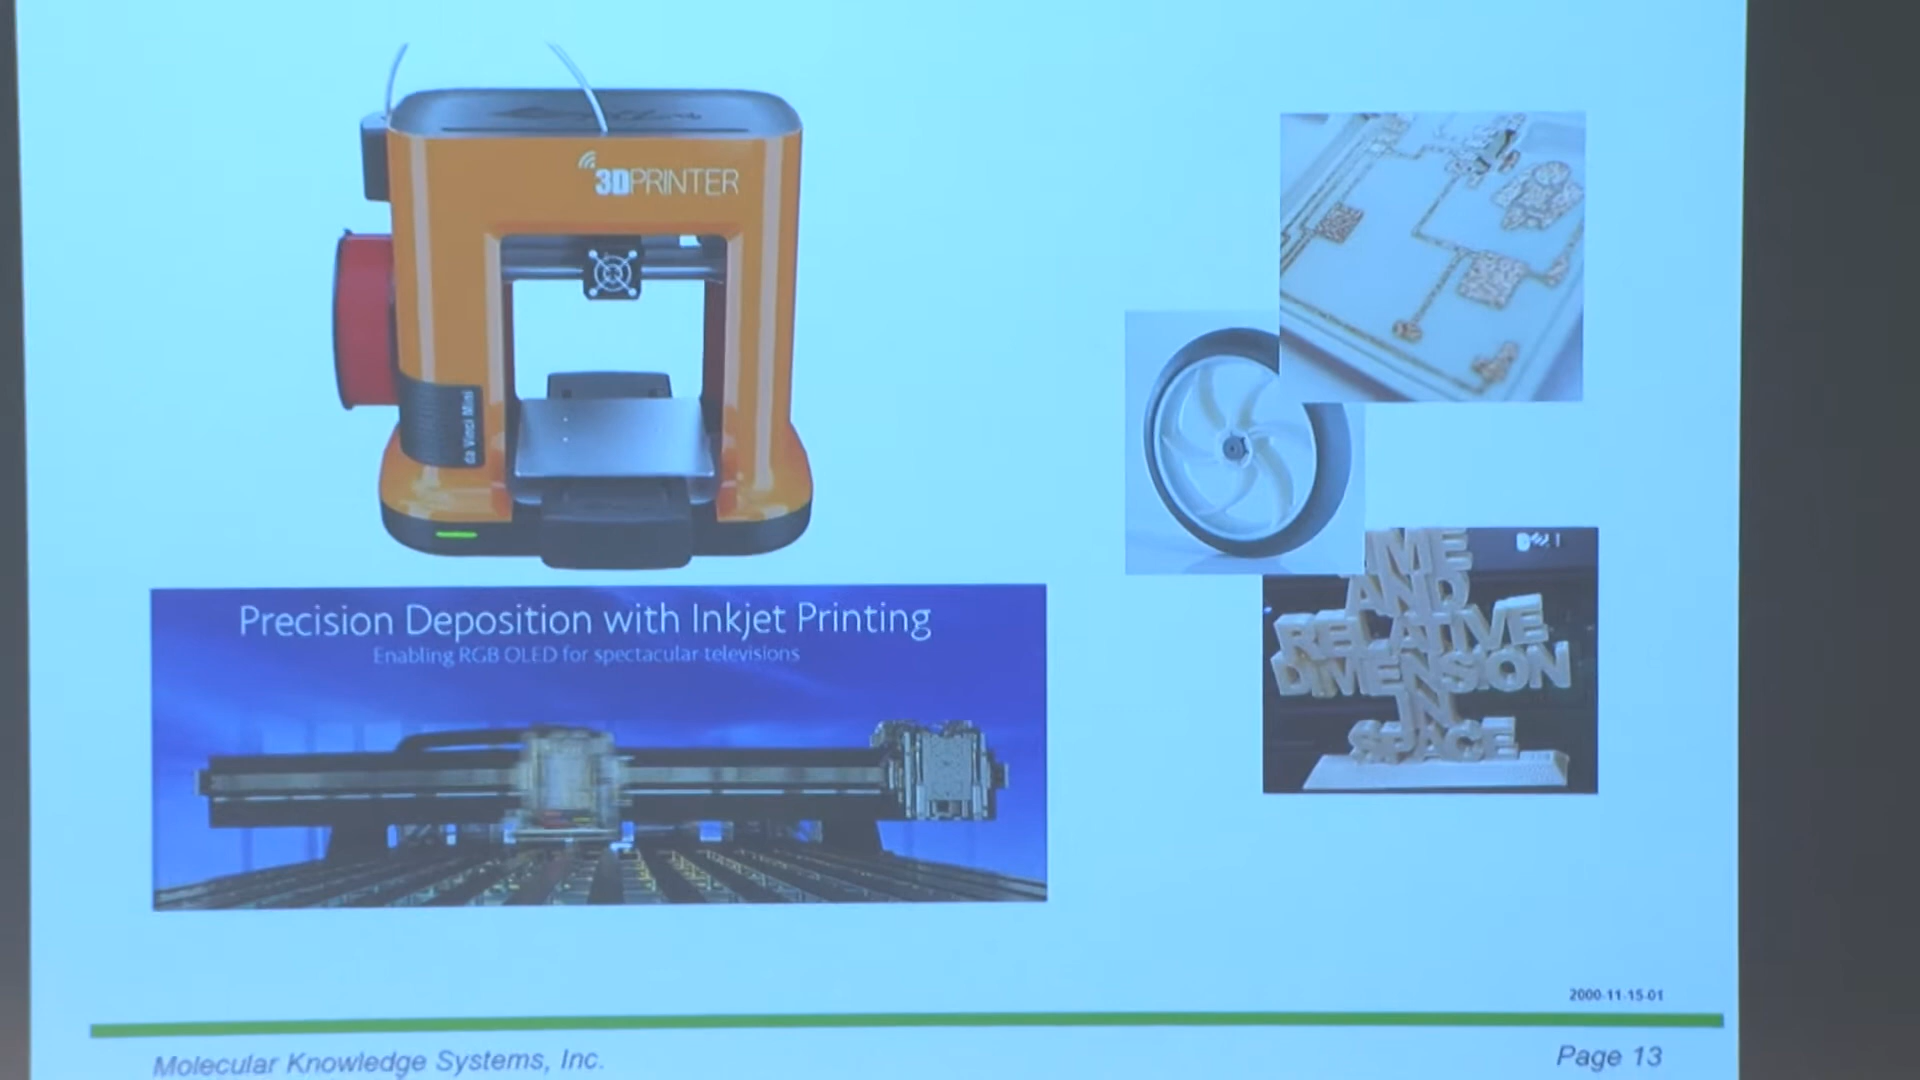 3DPRINTER
da Vinci Mini
Precision Deposition with Inkjet Printing
Enabling RGB OLED for spectacular televisions
IME
AND
RELATIVE
DIMENSION
IN
SPACE
2000-11-15-01
Molecular Knowledge Systems, Inc.
Page 13